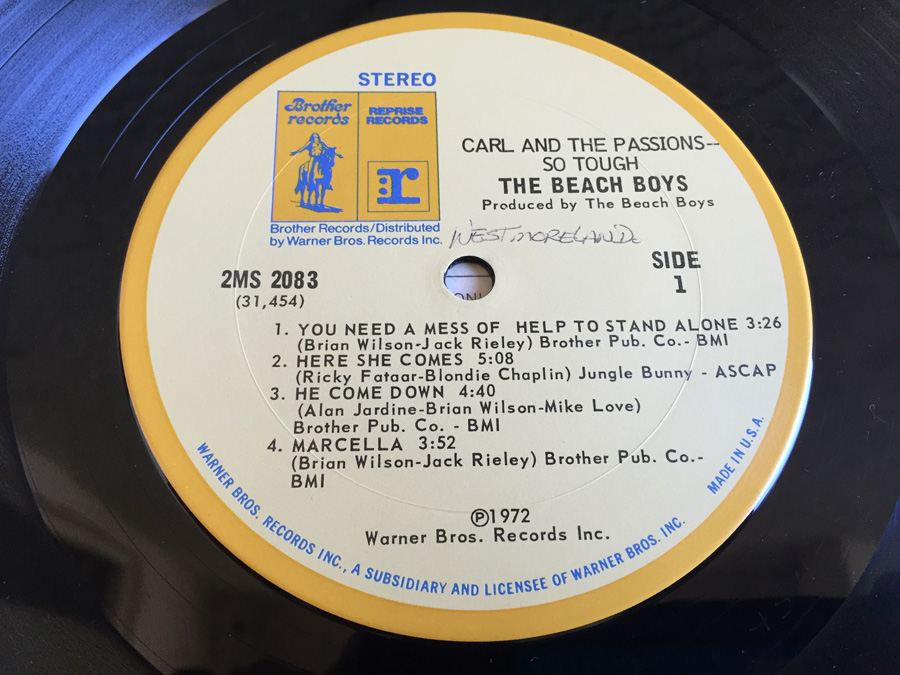 STEREO
Brother
records
REPRISE
RECORDS
r
Brother Records/Distributed
by Warner Bros. Records Inc.
CARL AND THE PASSIONS--
SO TOUGH
THE BEACH BOYS
Produced by The Beach Boys
WESTMORELAND
2MS 2083
(31,454)
SIDE
1
1. YOU NEED A MESS OF HELP TO STAND ALONE 3:26
(Brian Wilson-Jack Rieley) Brother Pub. Co.- BMI
2. HERE SHE COMES 5:08
(Ricky Fataar-Blondie Chaplin) Jungle Bunny - ASCAP
3. HE COME DOWN 4:40
(Alan Jardine-Brian Wilson-Mike Love)
Brother Pub. Co. - BMI
4. MARCELLA 3:52
(Brian Wilson-Jack Rieley) Brother Pub. Co.-
BMI
℗1972
Warner Bros. Records Inc.
WARNER BROS. RECORDS INC., A SUBSIDIARY AND LICENSEE OF WARNER BROS. INC.
MADE IN U.S.A.